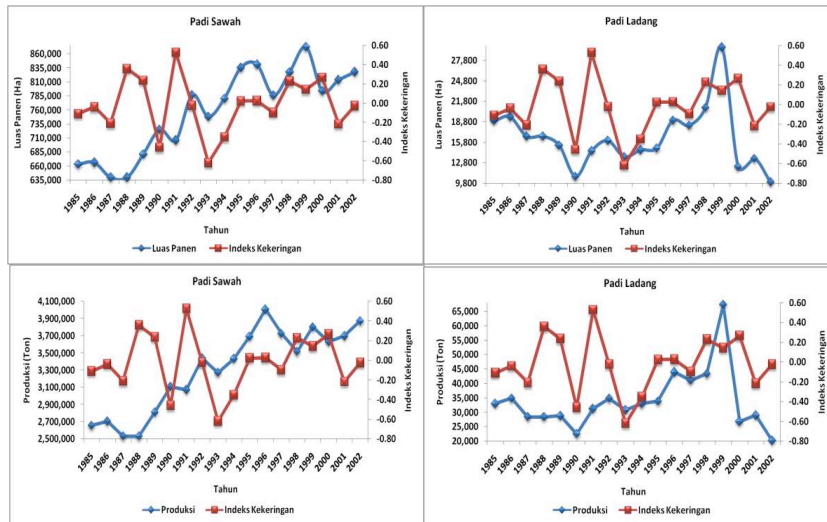 Padi Sawah
Luas Panen (Ha)
860,000
835,000
810,000
785,000
760,000
735,000
710,000
685,000
660,000
635,000
0.60
0.40
0.20
0.00
-0.20
-0.40
-0.60
-0.80
Indeks Kekeringan
1985 1986 1987 1988 1989 1990 1991 1992 1993 1994 1995 1996 1997 1998 1999 2000 2001 2002
Tahun
Luas Panen Indeks Kekeringan
Padi Ladang
Luas Panen (Ha)
27,800
24,800
21,800
18,800
15,800
12,800
9,800
0.60
0.40
0.20
0.00
-0.20
-0.40
-0.60
-0.80
Indeks Kekeringan
1985 1986 1987 1988 1989 1990 1991 1992 1993 1994 1995 1996 1997 1998 1999 2000 2001 2002
Tahun
Luas Panen Indeks Kekeringan
Padi Sawah
Produksi (Ton)
4,100,000
3,900,000
3,700,000
3,500,000
3,300,000
3,100,000
2,900,000
2,700,000
2,500,000
0.60
0.40
0.20
0.00
-0.20
-0.40
-0.60
-0.80
Indeks Kekeringan
1985 1986 1987 1988 1989 1990 1991 1992 1993 1994 1995 1996 1997 1998 1999 2000 2001 2002
Tahun
Produksi Indeks Kekeringan
Padi Ladang
Produksi (Ton)
65,000
60,000
55,000
50,000
45,000
40,000
35,000
30,000
25,000
20,000
0.60
0.40
0.20
0.00
-0.20
-0.40
-0.60
-0.80
Indeks Kekeringan
1985 1986 1987 1988 1989 1990 1991 1992 1993 1994 1995 1996 1997 1998 1999 2000 2001 2002
Tahun
Produksi Indeks Kekeringan